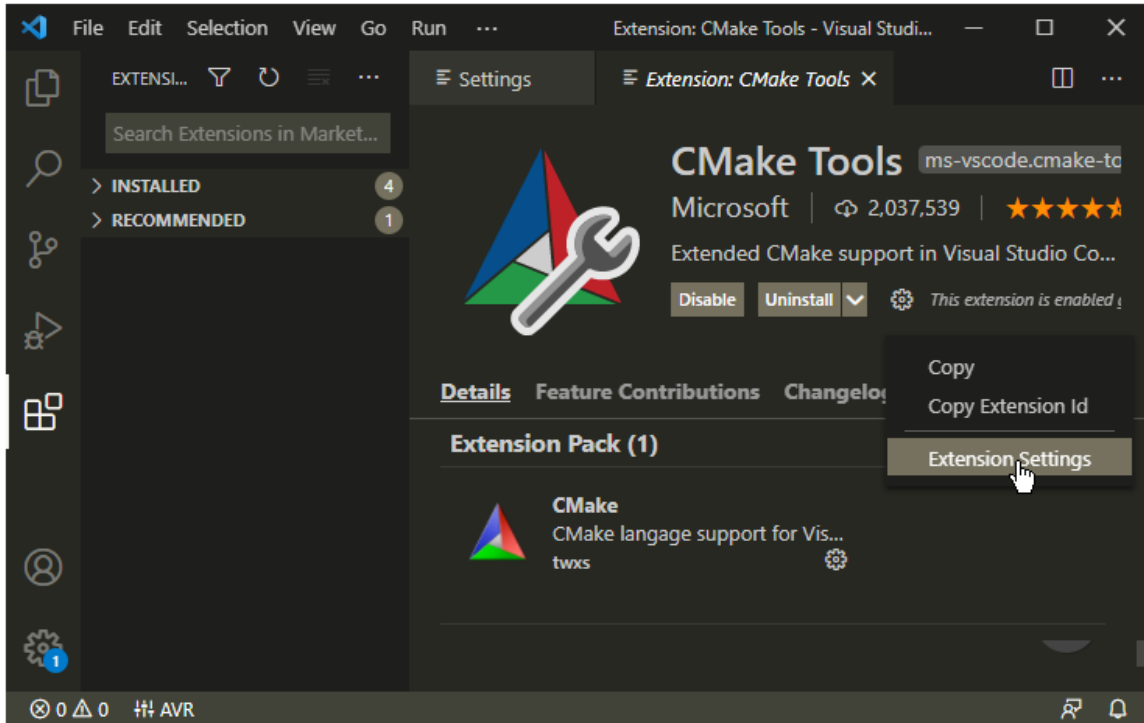 File Edit Selection View Go Run ··· Extension: CMake Tools - Visual Studi...
EXTENSI...
Search Extensions in Market...
INSTALLED 4
RECOMMENDED 1
Settings
Extension: CMake Tools
CMake Tools ms-vscode.cmake-to
Microsoft 2,037,539
Extended CMake support in Visual Studio Co...
Disable Uninstall This extension is enabled
Copy
Copy Extension Id
Extension Settings
Details Feature Contributions Changelog
Extension Pack (1)
CMake
CMake langage support for Vis...
twxs
1
0 0 AVR